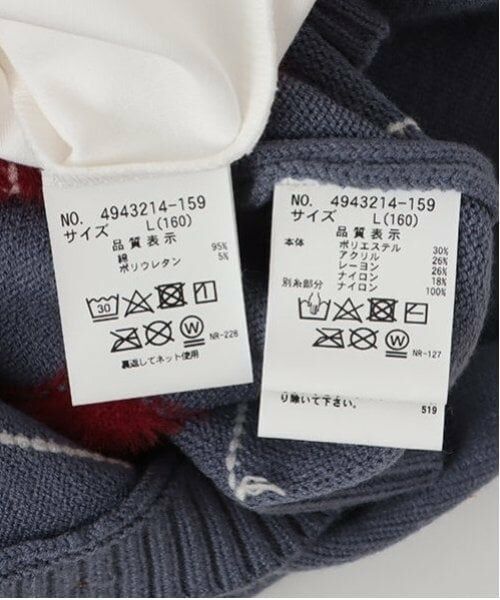 NO. 4943214-159
サイズ L(160)
品質表示
綿 95%
ポリウレタン 5%
30
NR-228
裏返してネット使用
NO. 4943214-159
サイズ L(160)
品質表示
本体 ポリエステル 30%
アクリル 26%
レーヨン 26%
ナイロン 18%
別糸部分 ナイロン 100%
NR-127
り除いて下さい。
519